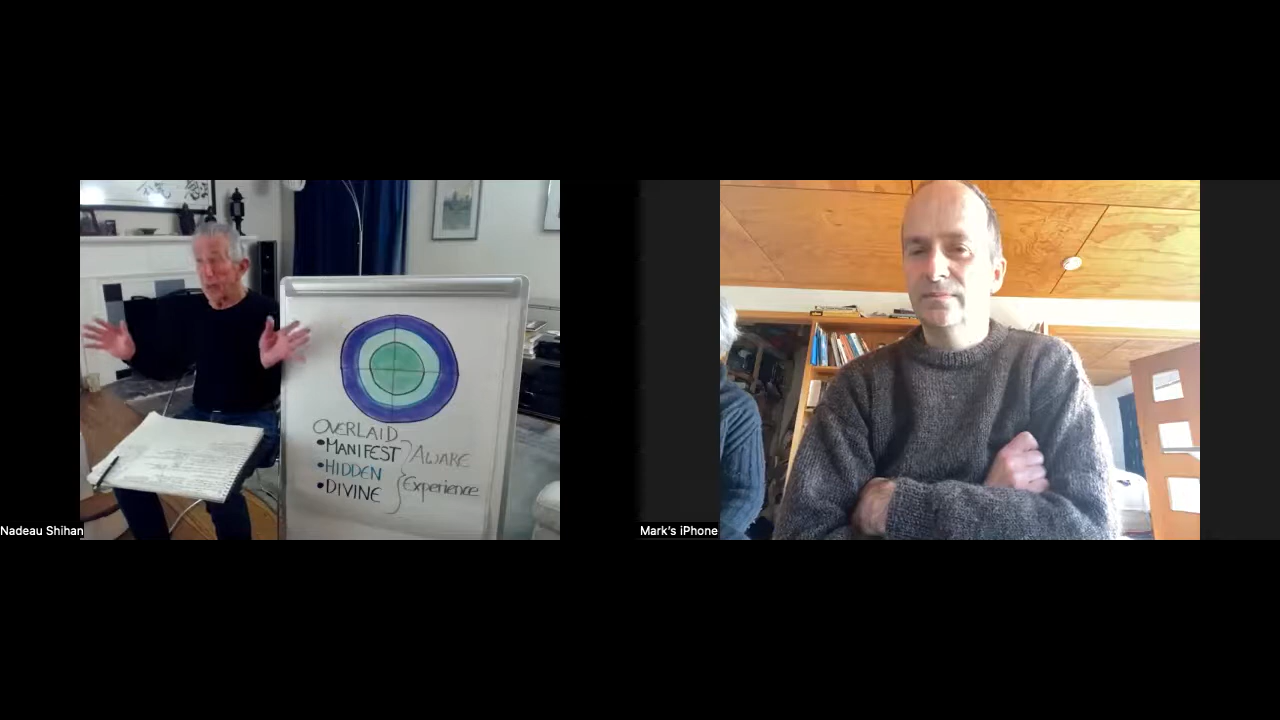 OVERLAID
•MANIFEST } AWARE
•HIDDEN
•DIVINE } Experience
Nadeau Shihan
Mark's iPhone